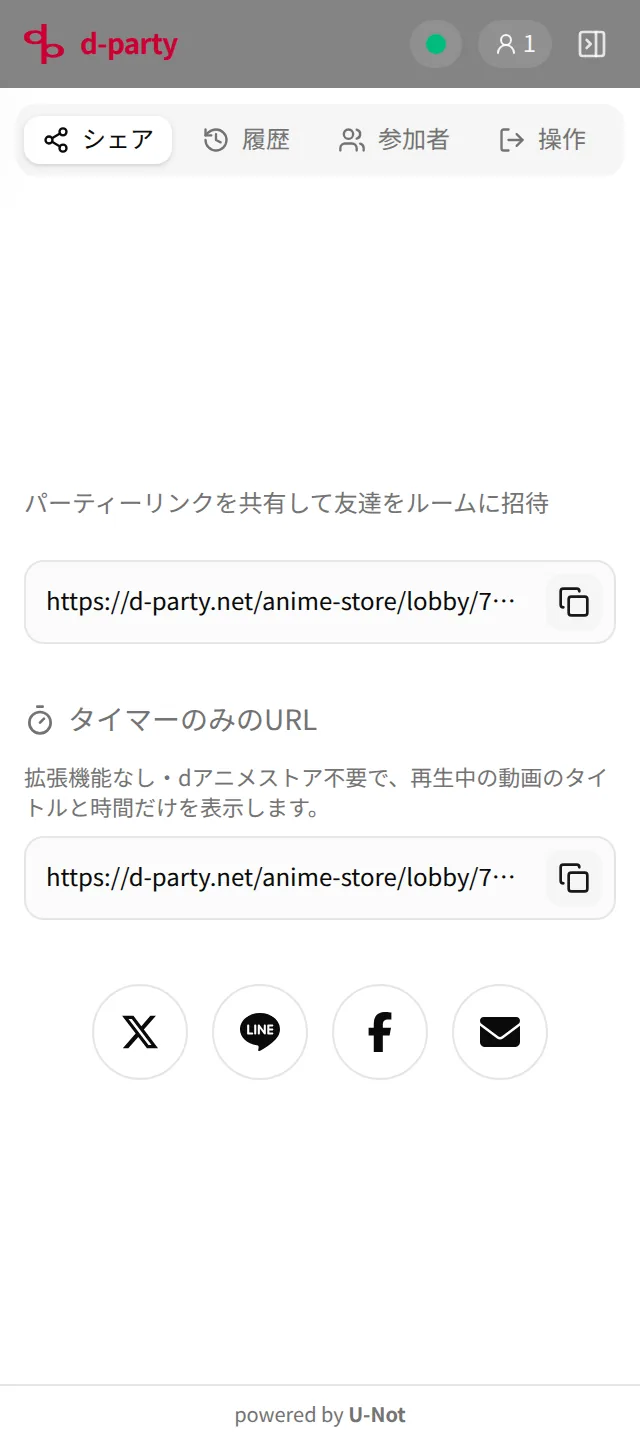 d-party
1
シェア
履歴
参加者
操作
パーティーリンクを共有して友達をルームに招待
https://d-party.net/anime-store/lobby/7…
タイマーのみのURL
拡張機能なし・dアニメストア不要で、再生中の動画のタイ
トルと時間だけを表示します。
https://d-party.net/anime-store/lobby/7…
LINE
powered by U-Not